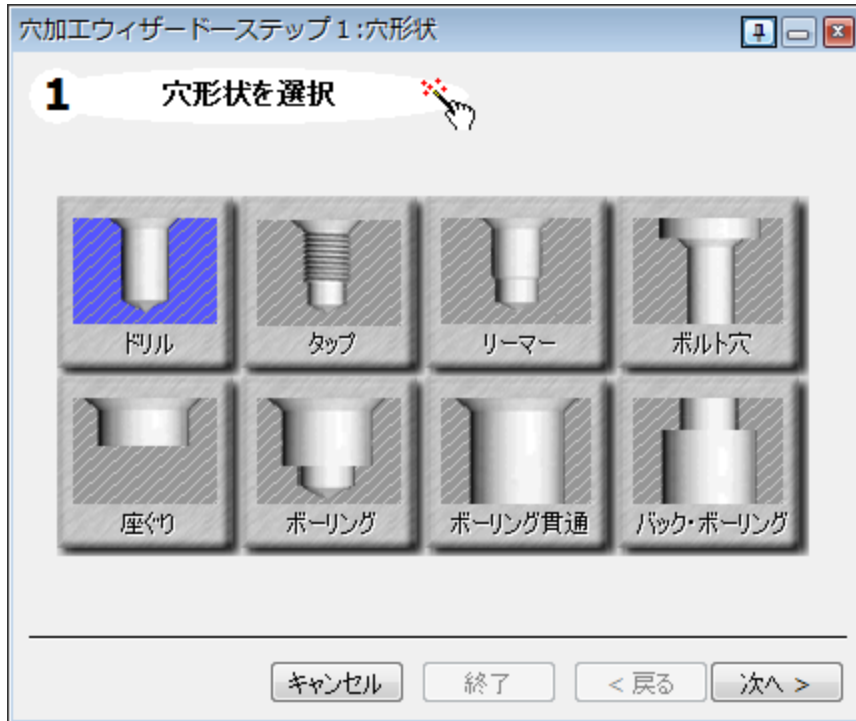 穴加工ウィザードーステップ1:穴形状
1 穴形状を選択
ドリル タップ リーマー ボルト穴
座ぐり ボーリング ボーリング貫通 バック・ボーリング
キャンセル 終了 < 戻る 次へ >